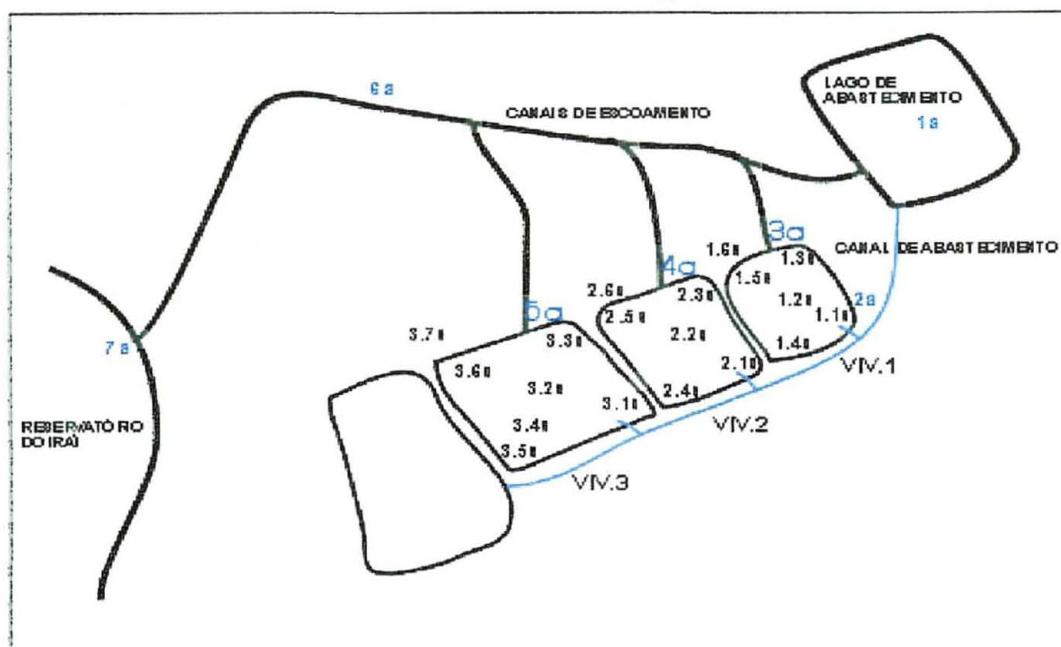 6a
CANAIS DE ESCOAMENTO
LAGO DE
ABASTECIMENTO
1a
CANAL DE ABASTECIMENTO
3a
1.6a
1.3a
1.5a
1.2a
2a
1.1a
1.4a
VIV.1
4a
2.6a
2.3a
2.5a
2.2a
2.1a
2.4a
VIV.2
5a
3.7a
3.3a
3.6a
3.2a
3.1a
3.4a
3.5a
VIV.3
7a
RESERVATÓRIO
DO IRAÍ